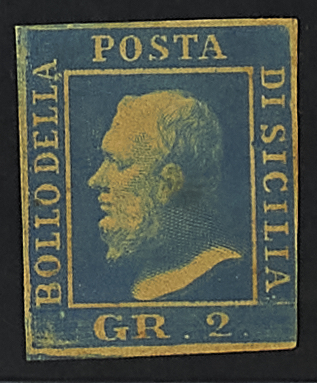 BOLLO DELLA
POSTA
DI SICILIA
GR. 2.